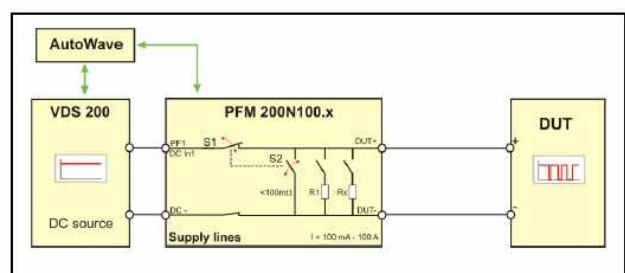 AutoWave
VDS 200
DC source
PFM 200N100.x
PF1
DC In1
S1
S2
<100mΩ
R1
Rx
DUT+
DC -
DUT-
Supply lines
I = 100 mA - 100 A
DUT
+
-